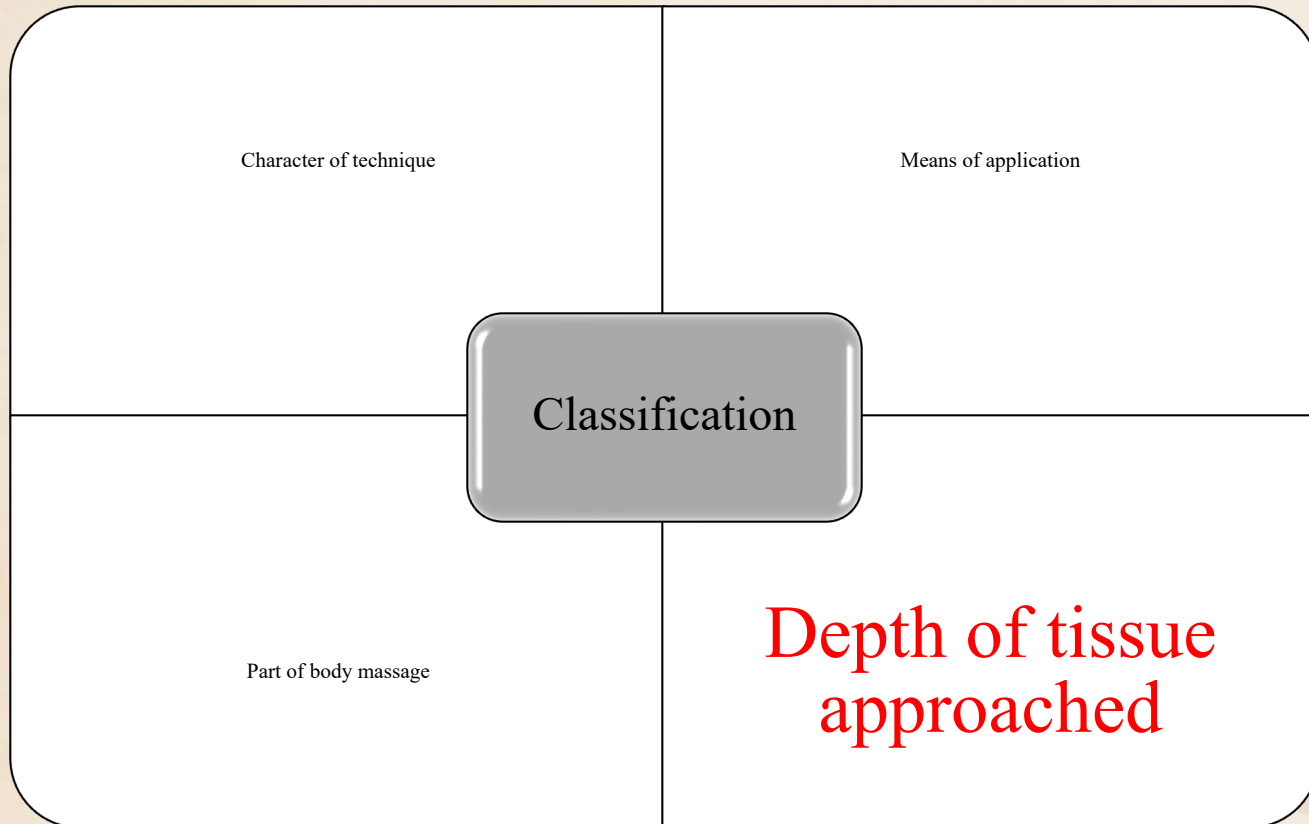 Character of technique
Means of application
Classification
Part of body massage
Depth of tissue
approached